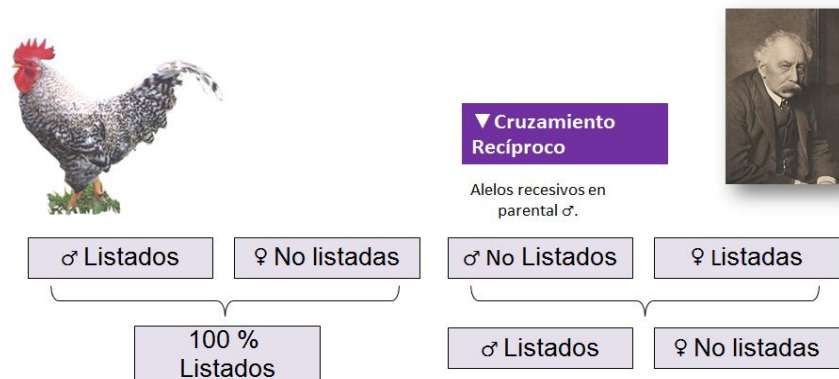 ▼Cruzamiento
Recíproco
Alelos recesivos en
parental ♂.
♂ Listados
♀ No listadas
♂ No Listados
♀ Listadas
100 %
Listados
♂ Listados
♀ No listadas